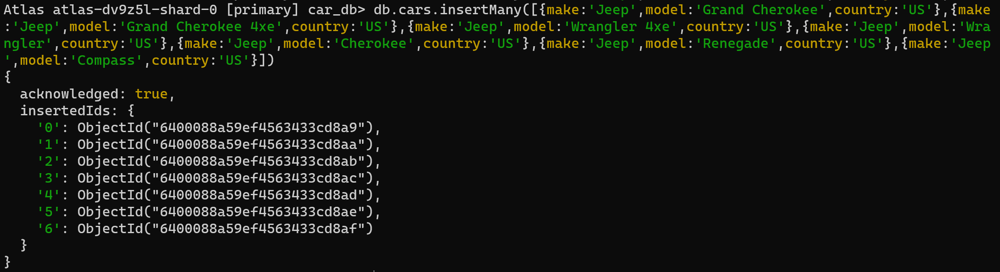 Atlas atlas-dv9z5l-shard-0 [primary] car_db> db.cars.insertMany([{make:'Jeep',model:'Grand Cherokee',country:'US'},{make
:'Jeep',model:'Grand Cherokee 4xe',country:'US'},{make:'Jeep',model:'Wrangler 4xe',country:'US'},{make:'Jeep',model:'Wra
ngler',country:'US'},{make:'Jeep',model:'Cherokee',country:'US'},{make:'Jeep',model:'Renegade',country:'US'},{make:'Jeep
',model:'Compass',country:'US'}])
{
  acknowledged: true,
  insertedIds: {
    '0': ObjectId("6400088a59ef4563433cd8a9"),
    '1': ObjectId("6400088a59ef4563433cd8aa"),
    '2': ObjectId("6400088a59ef4563433cd8ab"),
    '3': ObjectId("6400088a59ef4563433cd8ac"),
    '4': ObjectId("6400088a59ef4563433cd8ad"),
    '5': ObjectId("6400088a59ef4563433cd8ae"),
    '6': ObjectId("6400088a59ef4563433cd8af")
  }
}